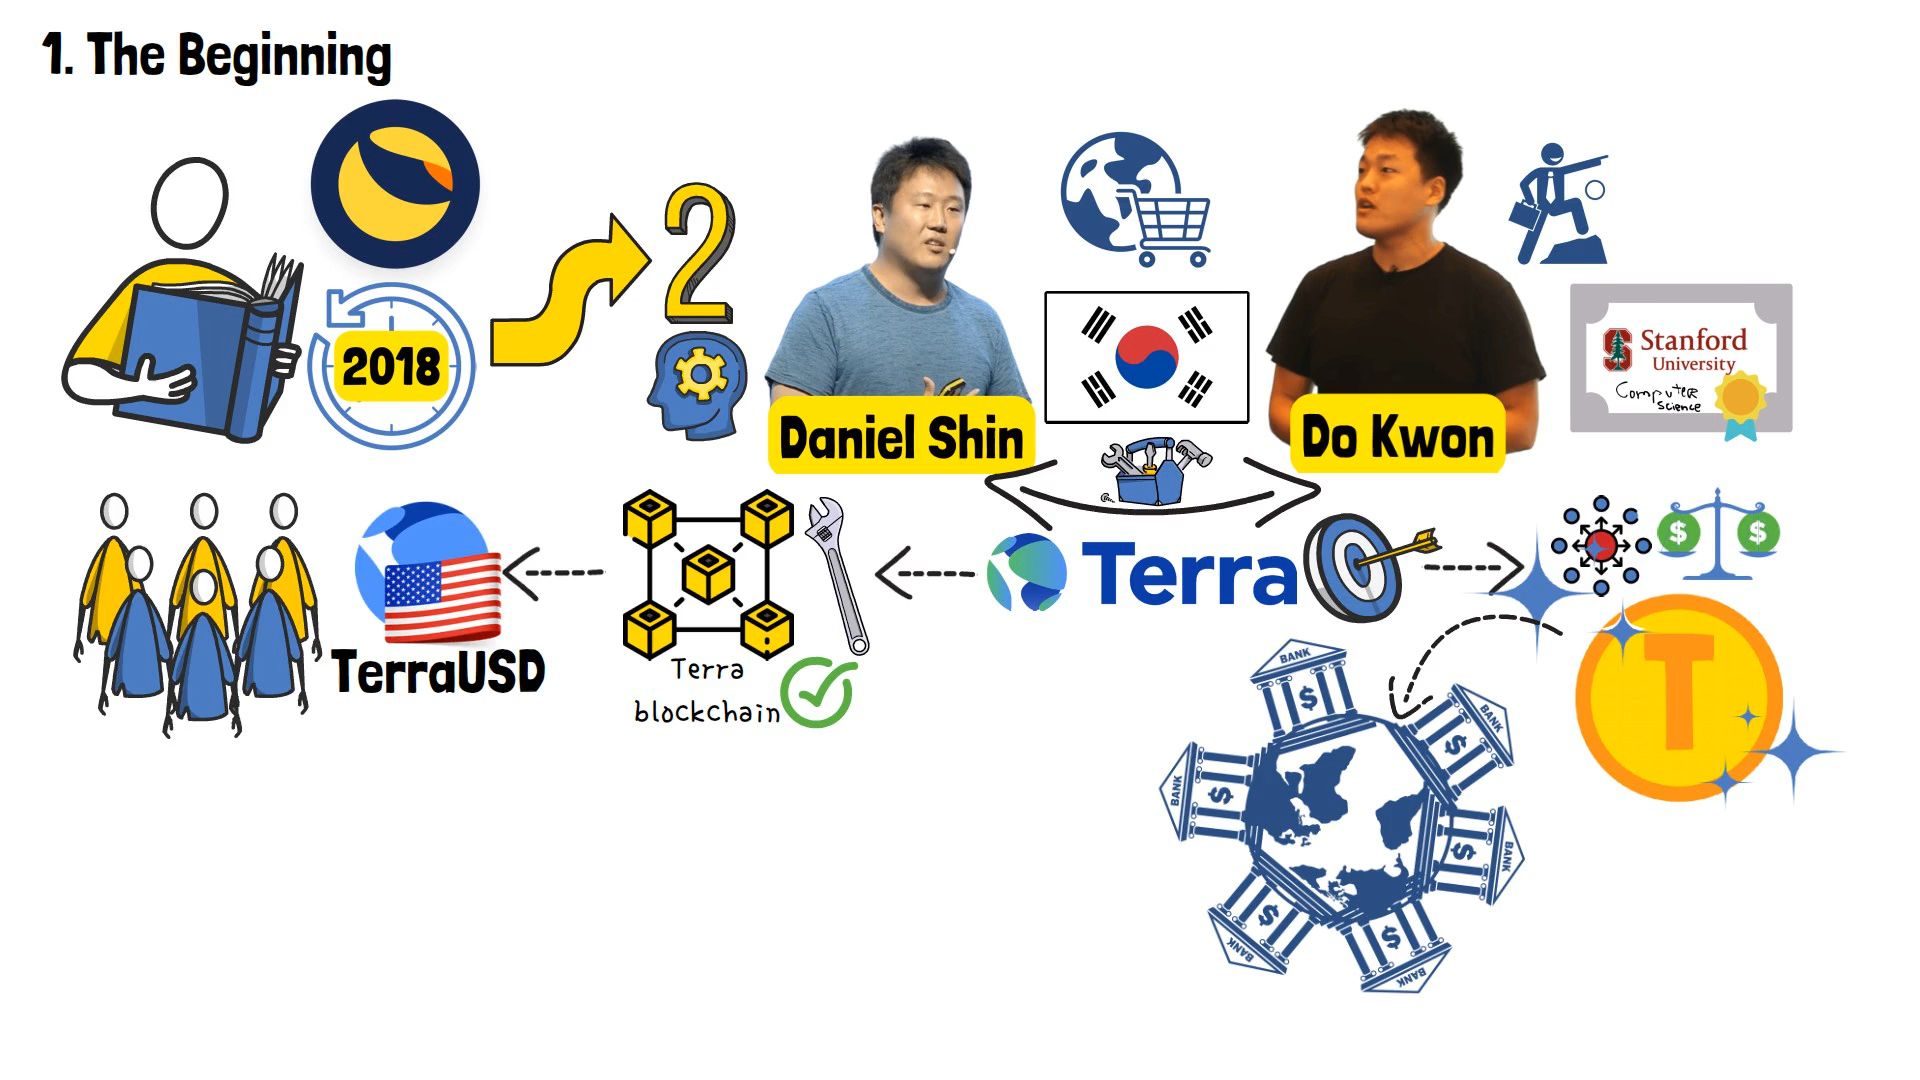 1. The Beginning
2018
2
Daniel Shin
Do Kwon
Stanford
University
Computer
Science
TerraUSD
Terra
blockchain
Terra
$
$
T
BANK
$
BANK
$
BANK
$
BANK
$
BANK
$
BANK
$